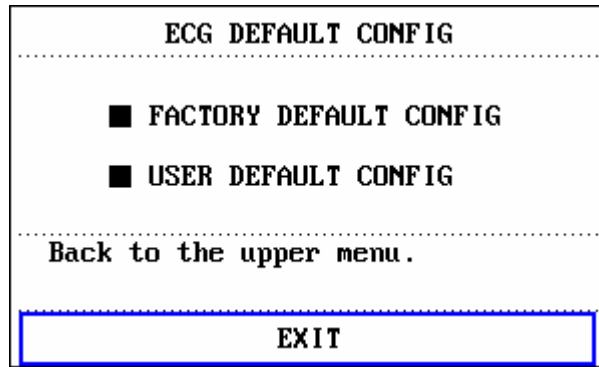 ECG DEFAULT CONFIG
FACTORY DEFAULT CONFIG
USER DEFAULT CONFIG
Back to the upper menu.
EXIT